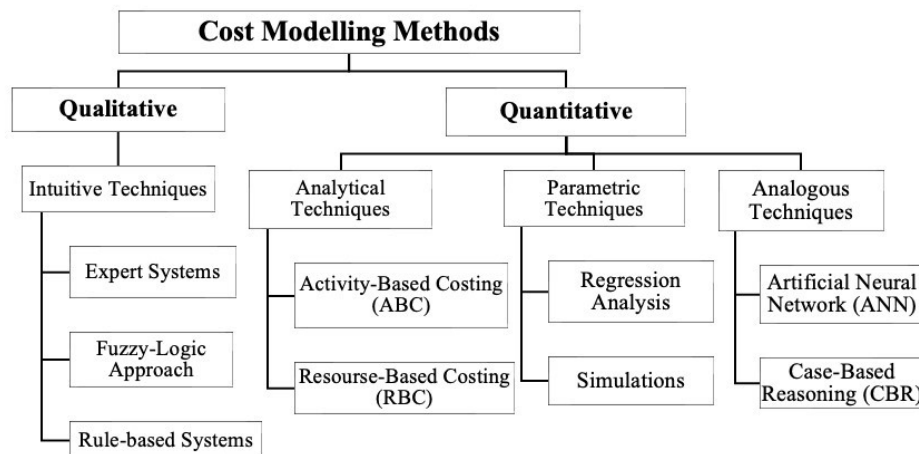 Cost Modelling Methods
Qualitative
Quantitative
Intuitive Techniques
Analytical
Techniques
Parametric
Techniques
Analogous
Techniques
Expert Systems
Fuzzy-Logic
Approach
Rule-based Systems
Activity-Based Costing
(ABC)
Resourse-Based Costing
(RBC)
Regression
Analysis
Simulations
Artificial Neural
Network (ANN)
Case-Based
Reasoning (CBR)